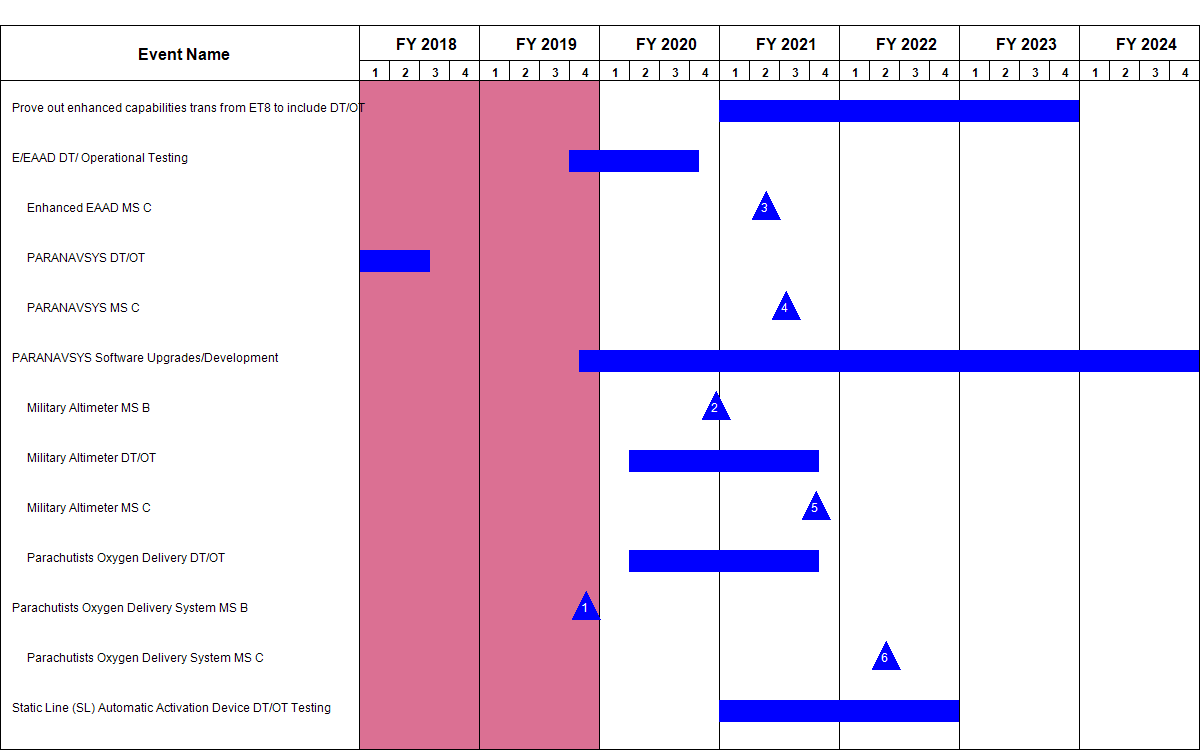 Event Name
FY 2018 FY 2019 FY 2020 FY 2021 FY 2022 FY 2023 FY 2024
1 2 3 4 1 2 3 4 1 2 3 4 1 2 3 4 1 2 3 4 1 2 3 4 1 2 3 4
Prove out enhanced capabilities trans from ET8 to include DT/OT
E/EAAD DT/ Operational Testing
Enhanced EAAD MS C 3
PARANAVSYS DT/OT
PARANAVSYS MS C 4
PARANAVSYS Software Upgrades/Development
Military Altimeter MS B 2
Military Altimeter DT/OT
Military Altimeter MS C 5
Parachutists Oxygen Delivery DT/OT
Parachutists Oxygen Delivery System MS B 1
Parachutists Oxygen Delivery System MS C 6
Static Line (SL) Automatic Activation Device DT/OT Testing